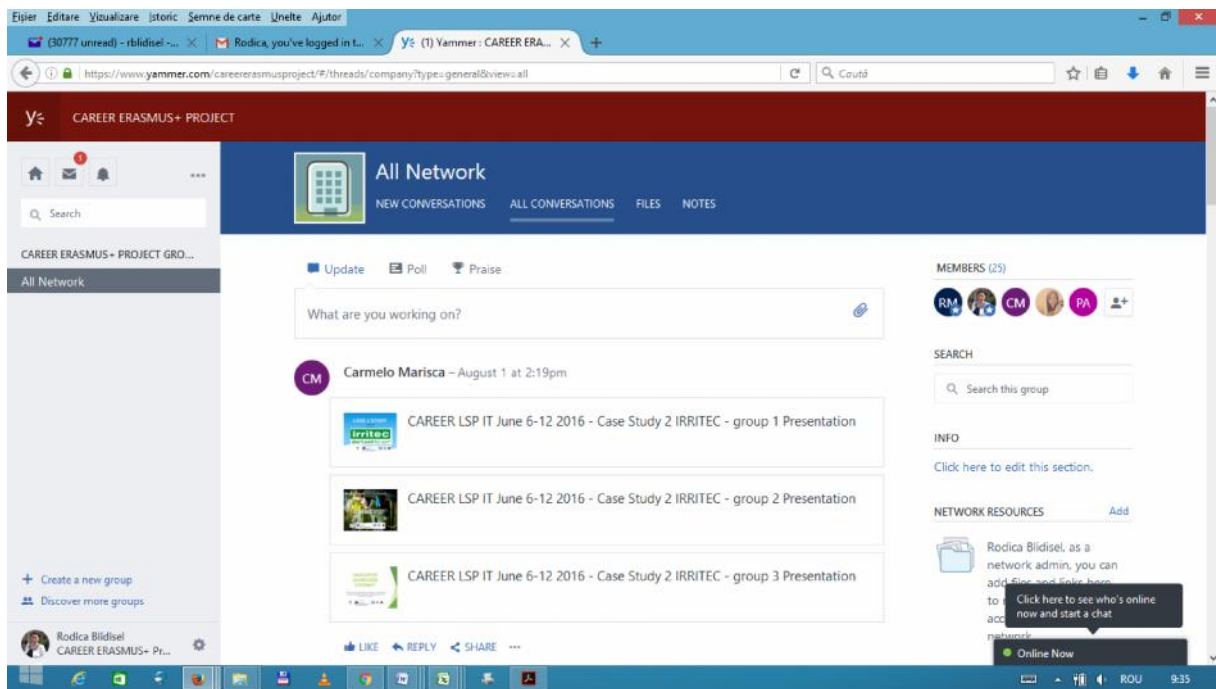 Fișier Editare Vizualizare Istoric Semne de carte Unelte Ajutor
(30777 unread) - rblidisel -...
Rodica, you've logged in t...
(1) Yammer : CAREER ERA...
https://www.yammer.com/careererasmusproject/#/threads/company?type=general&view=all
Caută
CAREER ERASMUS+ PROJECT
1
Search
CAREER ERASMUS+ PROJECT GRO...
All Network
+ Create a new group
Discover more groups
Rodica Blidisel
CAREER ERASMUS+ Pr...
All Network
NEW CONVERSATIONS ALL CONVERSATIONS FILES NOTES
Update Poll Praise
What are you working on?
CM
Carmelo Marisca – August 1 at 2:19pm
irritec
CAREER LSP IT June 6-12 2016 - Case Study 2 IRRITEC - group 1 Presentation
CAREER LSP IT June 6-12 2016 - Case Study 2 IRRITEC - group 2 Presentation
CAREER LSP IT June 6-12 2016 - Case Study 2 IRRITEC - group 3 Presentation
LIKE REPLY SHARE ...
MEMBERS (25)
RM CM PA
SEARCH
Search this group
INFO
Click here to edit this section.
NETWORK RESOURCES Add
Rodica Blidisel, as a
network admin, you can
add files and links here
to
acc
network
Click here to see who's online
now and start a chat
Online Now
ROU 9:35